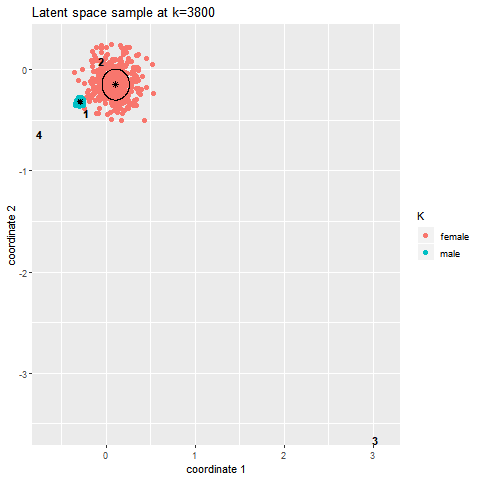 Latent space sample at k=3800
0
-1
-2
-3
coordinate 2
2
1
4
3
0
1
2
3
coordinate 1
K
female
male